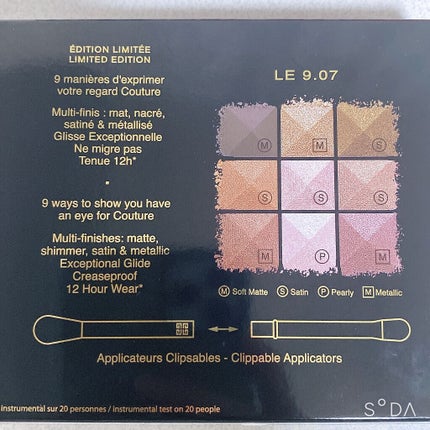 ÉDITION LIMITÉE
LIMITED EDITION
9 manières d'exprimer
votre regard Couture
Multi-finis : mat, nacré,
satiné & métallisé
Glisse Exceptionnelle
Ne migre pas
Tenue 12h*
9 ways to show you have
an eye for Couture
Multi-finishes: matte,
shimmer, satin & metallic
Exceptional Glide
Creaseproof
12 Hour Wear*
LE 9.07
M M S
S S S
M P M
M Soft Matte S Satin P Pearly M Metallic
Applicateurs Clipsables - Clippable Applicators
instrumental sur 20 personnes / instrumental test on 20 people
SODA